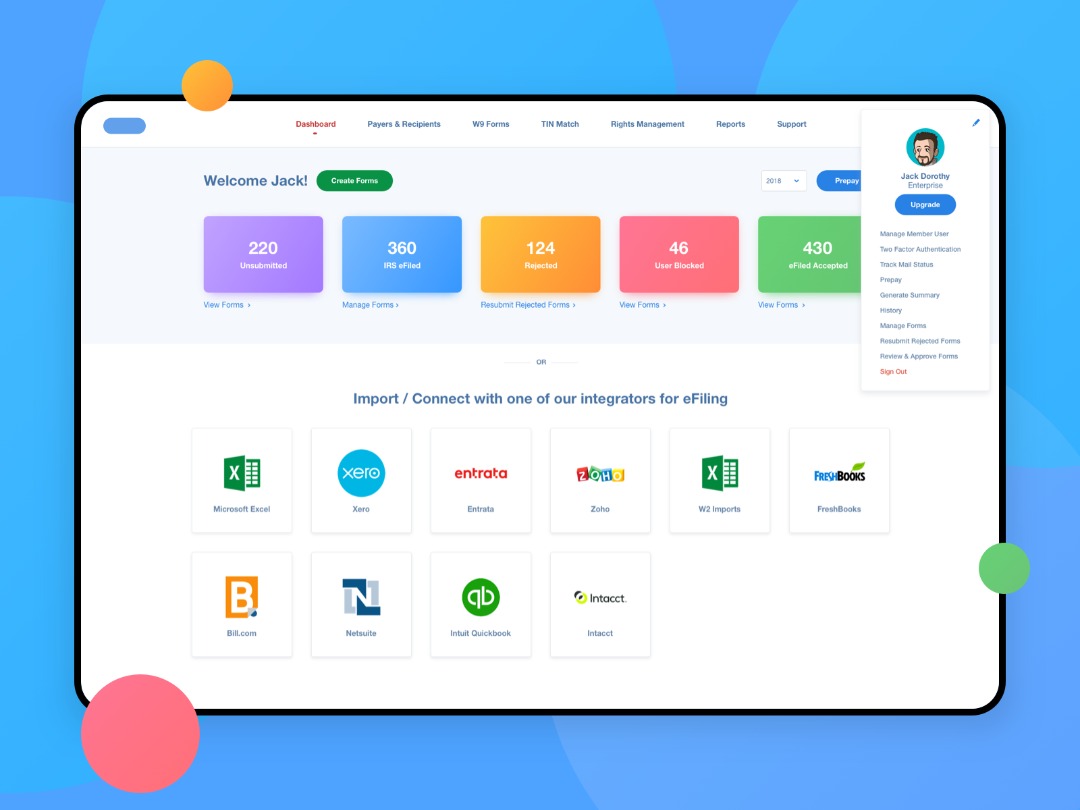 Dashboard
Payers & Recipients
W9 Forms
TIN Match
Rights Management
Reports
Support
Welcome Jack!
Create Forms
2018
Prepay
220
Unsubmitted
View Forms ›
360
IRS eFiled
Manage Forms ›
124
Rejected
Resubmit Rejected Forms ›
46
User Blocked
View Forms ›
430
eFiled Accepted
View Forms ›
Jack Dorothy
Enterprise
Upgrade
Manage Member User
Two Factor Authentication
Track Mail Status
Prepay
Generate Summary
History
Manage Forms
Resubmit Rejected Forms
Review & Approve Forms
Sign Out
OR
Import / Connect with one of our integrators for eFiling
X
Microsoft Excel
xero
Xero
entrata
Entrata
ZOHO
Zoho
X
W2 Imports
FRESHBOOKS
FreshBooks
B
Bill.com
N
Netsuite
qb
Intuit Quickbook
Intacct.
Intacct